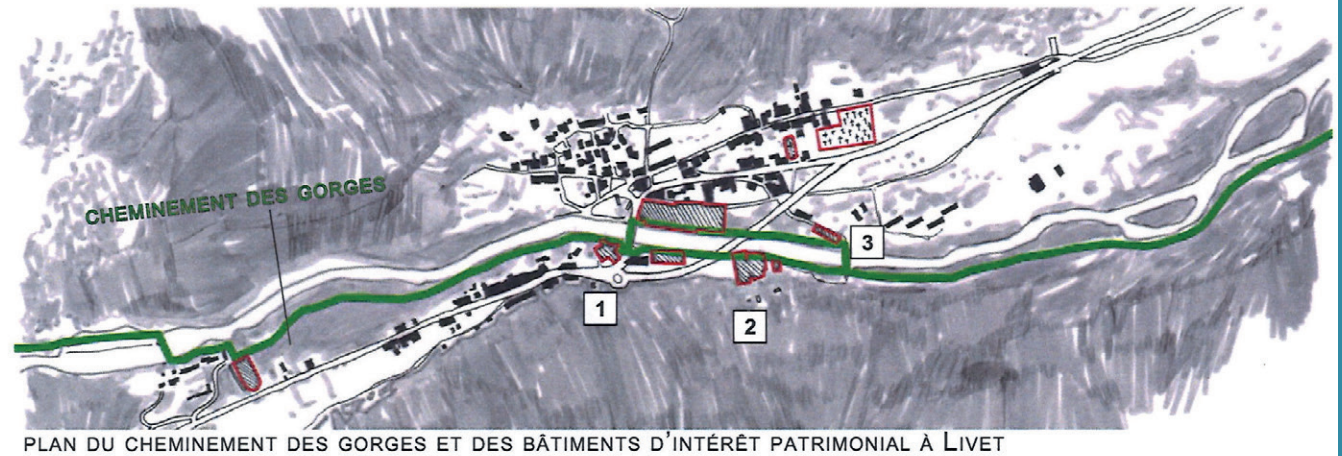 CHEMINEMENT DES GORGES
3
1
2
PLAN DU CHEMINEMENT DES GORGES ET DES BÂTIMENTS D'INTÉRÊT PATRIMONIAL À LIVET